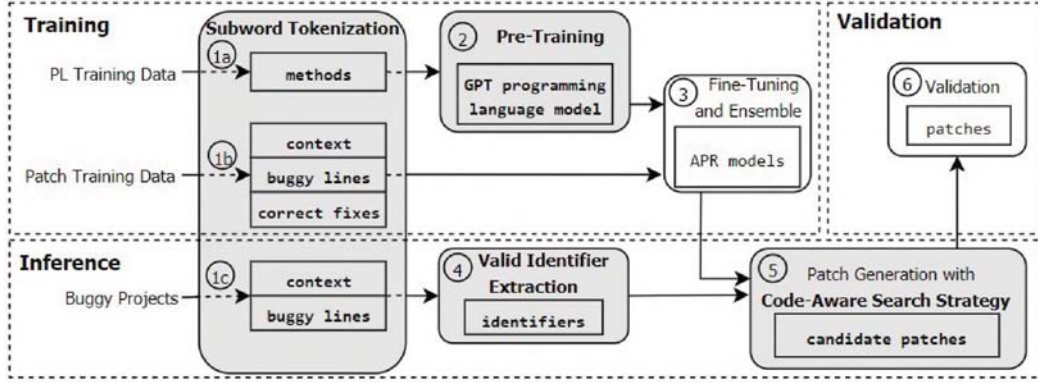 Training
Subword Tokenization
1a
PL Training Data
methods
2
Pre-Training
GPT programming
language model
3
Fine-Tuning
and Ensemble
APR models
1b
Patch Training Data
context
buggy lines
correct fixes
Validation
6
Validation
patches
Inference
1c
Buggy Projects
context
buggy lines
4
Valid Identifier
Extraction
identifiers
5
Patch Generation with
Code-Aware Search Strategy
candidate patches